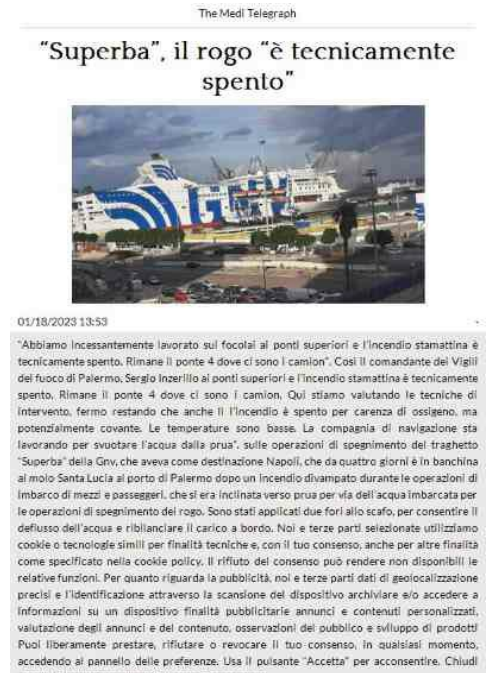 The Medi Telegraph
“Superba”, il rogo “è tecnicamente
spento”
GNV
01/18/2023 13:53
"Abbiamo incessantemente lavorato sui focolai ai ponti superiori e l'incendio stamattina è
tecnicamente spento. Rimane il ponte 4 dove ci sono i camion". Così il comandante dei Vigili
del fuoco di Palermo, Sergio Inzerillo ai ponti superiori e l'incendio stamattina è tecnicamente
spento. Rimane il ponte 4 dove ci sono i camion. Qui stiamo valutando le tecniche di
intervento, fermo restando che anche lì l'incendio è spento per carenza di ossigeno, ma
potenzialmente covante. Le temperature sono basse. La compagnia di navigazione sta
lavorando per svuotare l'acqua dalla prua". sulle operazioni di spegnimento del traghetto
"Superba" della Gnv, che aveva come destinazione Napoli, che da quattro giorni è in banchina
al molo Santa Lucia al porto di Palermo dopo un incendio divampato durante le operazioni di
imbarco di mezzi e passeggeri, che si era inclinata verso prua per via dell'acqua imbarcata per
le operazioni di spegnimento del rogo. Sono stati applicati due fori allo scafo, per consentire il
deflusso dell'acqua e ribilanciare il carico a bordo. Noi e terze parti selezionate utilizziamo
cookie o tecnologie simili per finalità tecniche e, con il tuo consenso, anche per altre finalità
come specificato nella cookie policy. Il rifiuto del consenso può rendere non disponibili le
relative funzioni. Per quanto riguarda la pubblicità, noi e terze parti dati di geolocalizzazione
precisi e l'identificazione attraverso la scansione del dispositivo archiviare e/o accedere a
informazioni su un dispositivo finalità pubblicitarie annunci e contenuti personalizzati,
valutazione degli annunci e del contenuto, osservazioni del pubblico e sviluppo di prodotti
Puoi liberamente prestare, rifiutare o revocare il tuo consenso, in qualsiasi momento,
accedendo al pannello delle preferenze. Usa il pulsante "Accetta" per acconsentire. Chiudi